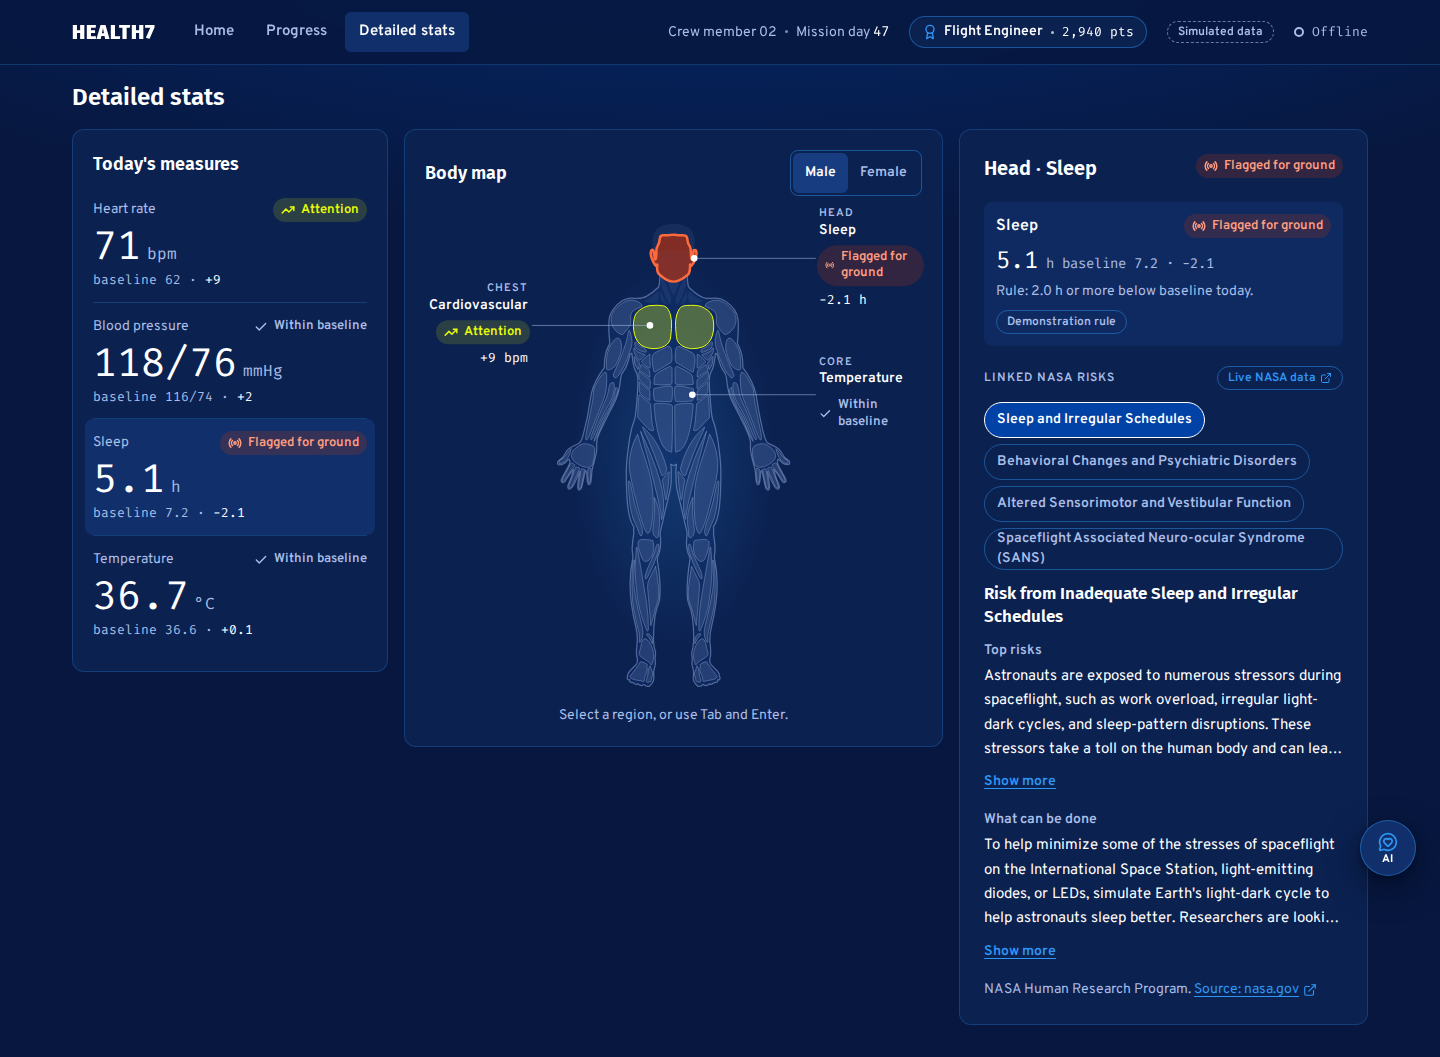 HEALTH7
Home
Progress
Detailed stats
Crew member 02 • Mission day 47
Flight Engineer · 2,940 pts
Simulated data
Offline
Detailed stats
Today's measures
Heart rate
Attention
71 bpm
baseline 62 · +9
Blood pressure
Within baseline
118/76 mmHg
baseline 116/74 · +2
Sleep
Flagged for ground
5.1 h
baseline 7.2 · −2.1
Temperature
Within baseline
36.7 °C
baseline 36.6 · +0.1
Body map
Male
Female
HEAD
Sleep
Flagged for
ground
−2.1 h
CHEST
Cardiovascular
Attention
+9 bpm
CORE
Temperature
Within
baseline
Select a region, or use Tab and Enter.
Head · Sleep
Flagged for ground
Sleep
Flagged for ground
5.1 h baseline 7.2 · −2.1
Rule: 2.0 h or more below baseline today.
Demonstration rule
LINKED NASA RISKS
Live NASA data
Sleep and Irregular Schedules
Behavioral Changes and Psychiatric Disorders
Altered Sensorimotor and Vestibular Function
Spaceflight Associated Neuro-ocular Syndrome
(SANS)
Risk from Inadequate Sleep and Irregular
Schedules
Top risks
Astronauts are exposed to numerous stressors during
spaceflight, such as work overload, irregular light-
dark cycles, and sleep-pattern disruptions. These
stressors take a toll on the human body and can lea…
Show more
What can be done
To help minimize some of the stresses of spaceflight
on the International Space Station, light-emitting
diodes, or LEDs, simulate Earth's light-dark cycle to
help astronauts sleep better. Researchers are looki…
Show more
NASA Human Research Program. Source: nasa.gov
AI